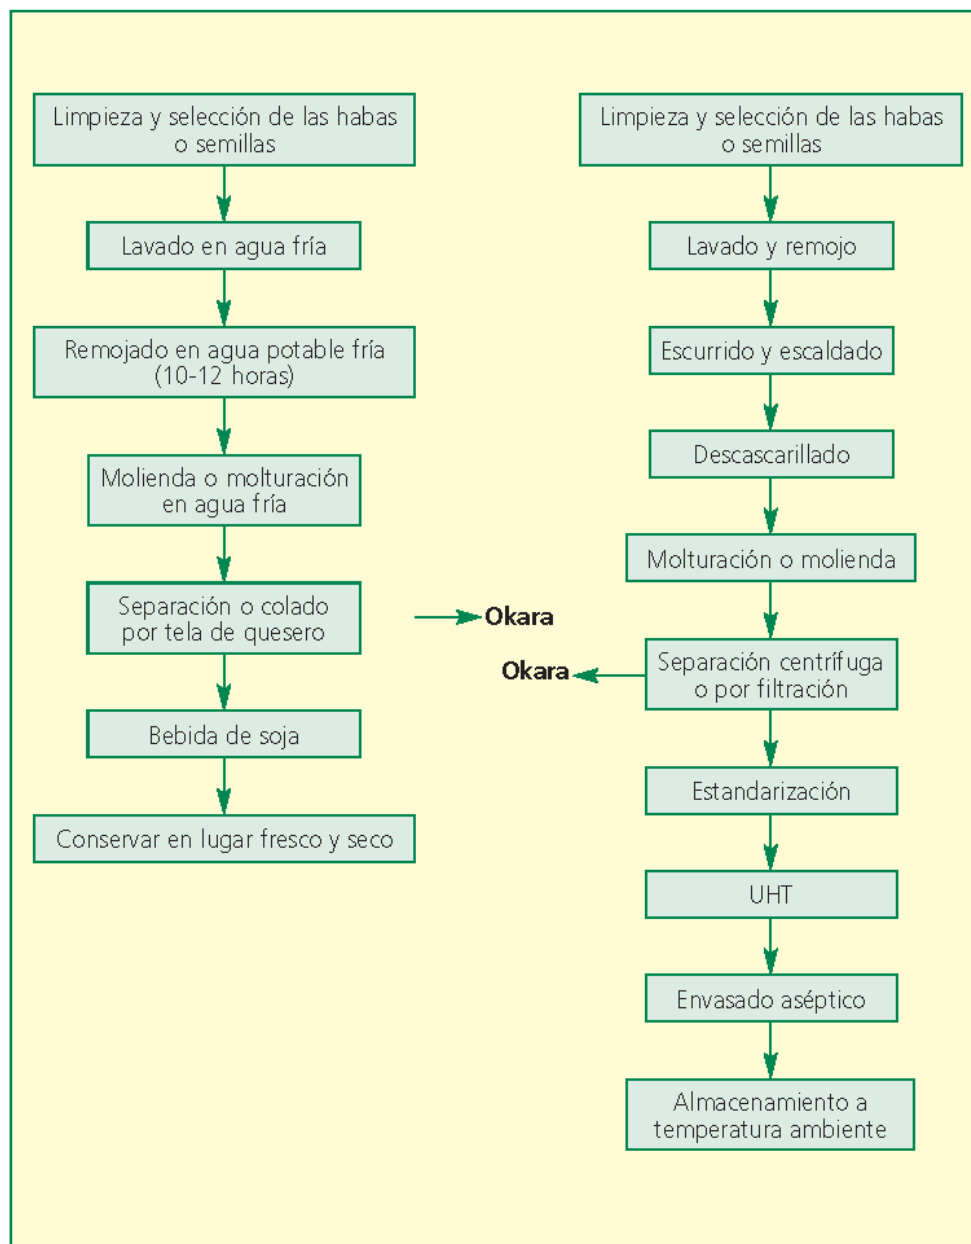 Limpieza y selección de las habas
o semillas
Lavado en agua fría
Remojado en agua potable fría
(10-12 horas)
Molienda o molturación
en agua fría
Separación o colado
por tela de quesero
Okara
Bebida de soja
Conservar en lugar fresco y seco
Limpieza y selección de las habas
o semillas
Lavado y remojo
Escurrido y escaldado
Descascarillado
Molturación o molienda
Separación centrífuga
o por filtración
Okara
Estandarización
UHT
Envasado aséptico
Almacenamiento a
temperatura ambiente